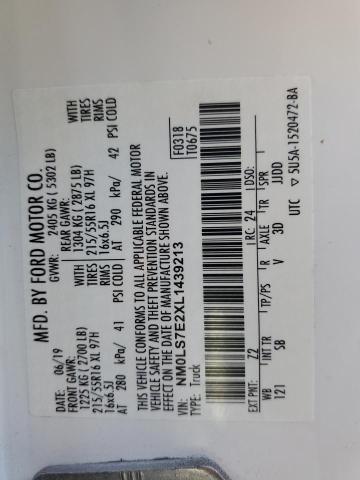 MFD. BY FORD MOTOR CO.
DATE: 06/19 GVWR: 2405 KG ( 5302 LB)
FRONT GAWR: REAR GAWR:
1225 KG ( 2700 LB) WITH 1304 KG ( 2875 LB) WITH
215/55R16 XL 97H TIRES 215/55R16 XL 97H TIRES
16x6.5J RIMS 16x6.5J RIMS
AT 280 kPa/ 41 PSI COLD AT 290 kPa/ 42 PSI COLD
THIS VEHICLE CONFORMS TO ALL APPLICABLE FEDERAL MOTOR
VEHICLE SAFETY AND THEFT PREVENTION STANDARDS IN
EFFECT ON THE DATE OF MANUFACTURE SHOWN ABOVE.
VIN: NM0LS7E2XL1439213 F0318
TYPE: Truck T0675
EXT PNT: Z2 RC: 24 DSO:
WB INT TR TP/PS R AXLE TR SPR
121 SB V 3D JJDD
UTC ▽ 5U5A-1520472-BA